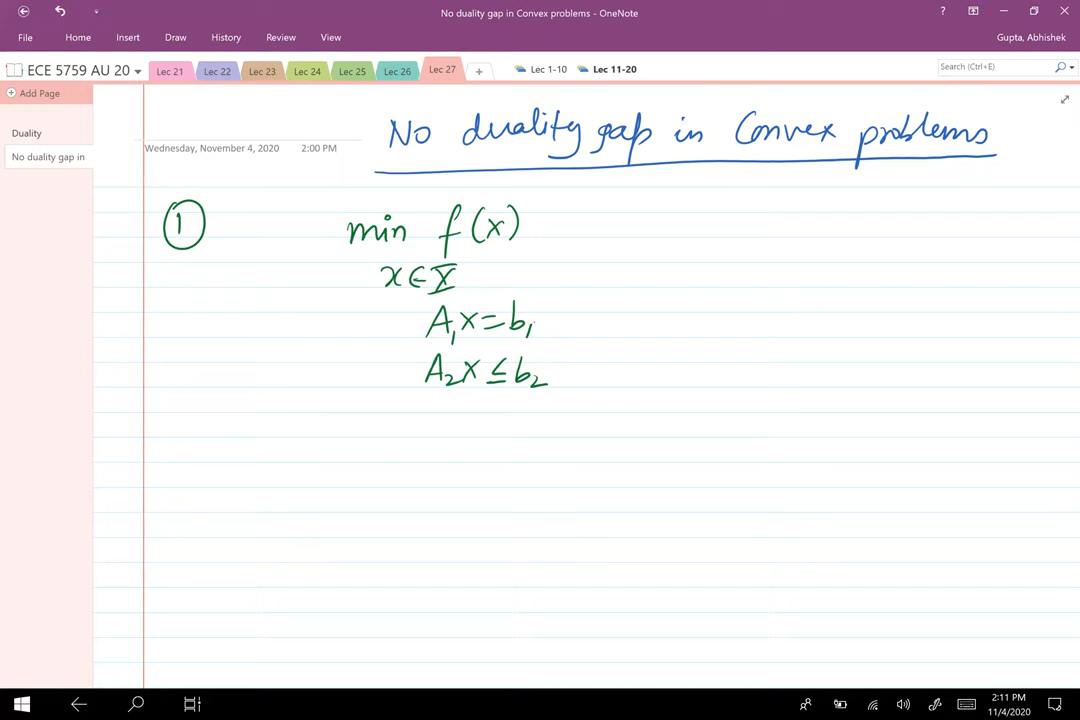 No duality gap in Convex problems - OneNote
File Home Insert Draw History Review View
Gupta, Abhishek
ECE 5759 AU 20
Lec 21 Lec 22 Lec 23 Lec 24 Lec 25 Lec 26 Lec 27 + Lec 1-10 Lec 11-20
Search (Ctrl+E)
Add Page
Duality
No duality gap in
No duality gap in Convex problems
Wednesday, November 4, 2020 2:00 PM
① min f(x)
x ∈ X
A₁x = b₁
A₂x ≤ b₂
2:11 PM
11/4/2020